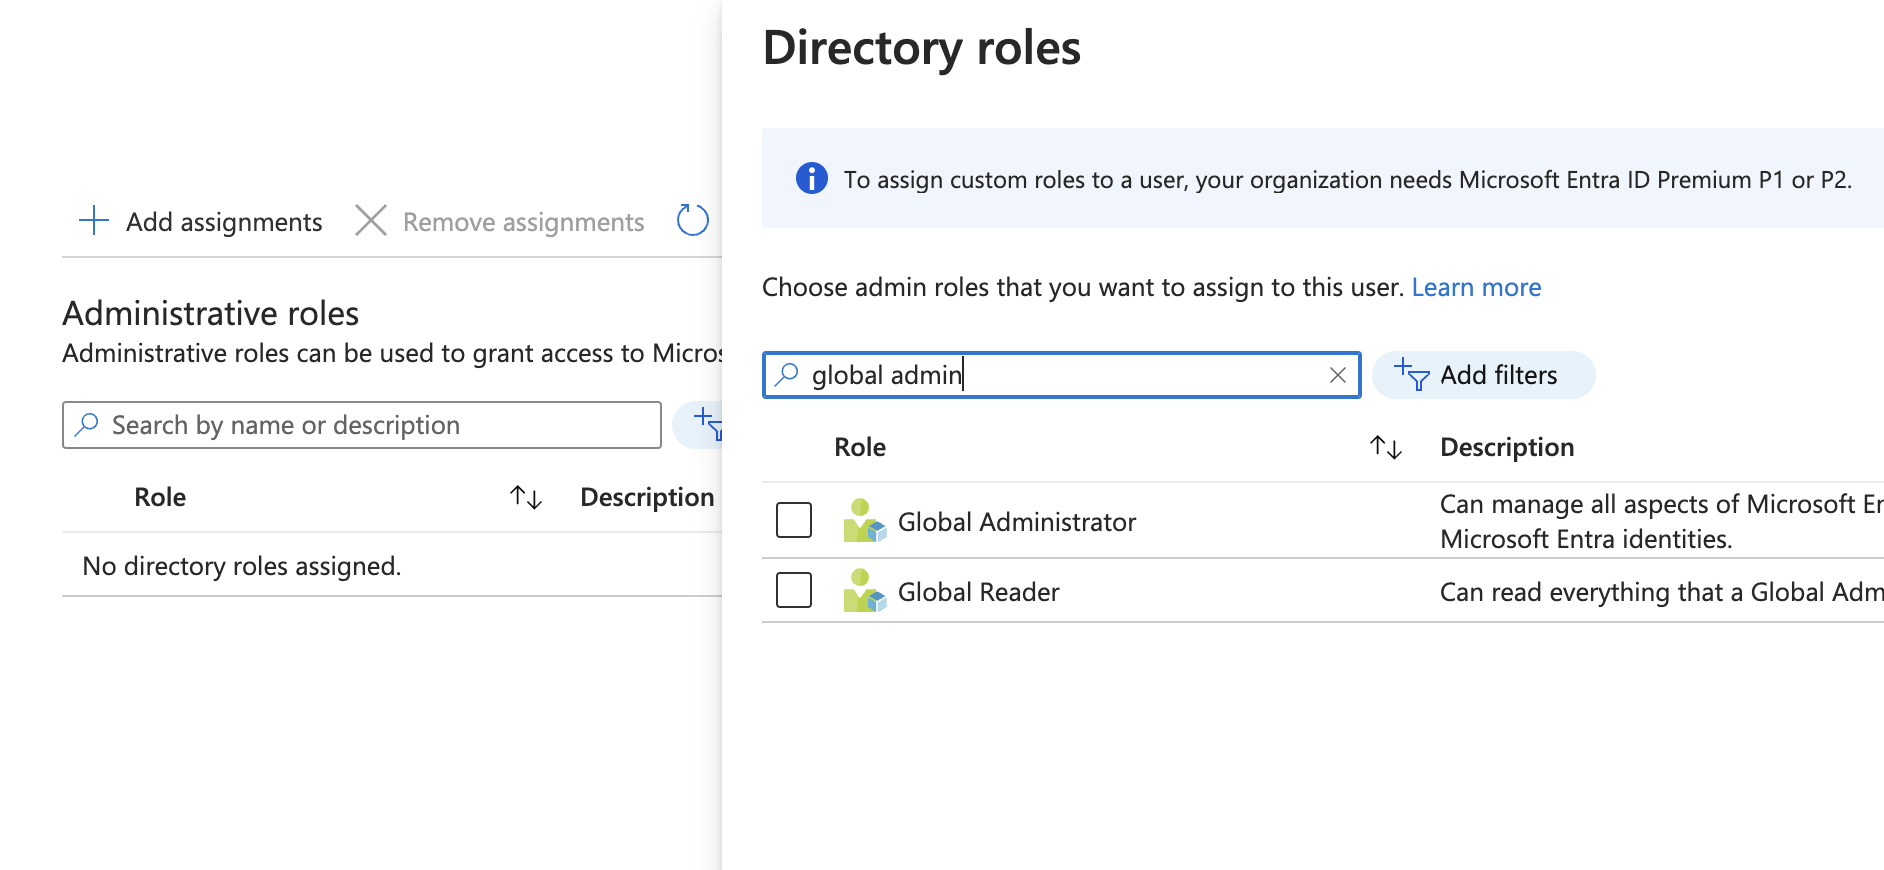 Add assignments
Remove assignments
Administrative roles
Administrative roles can be used to grant access to
Search by name or description
Role
Description
No directory roles assigned.
Directory roles
To assign custom roles to a user, your organization needs Microsoft Entra ID Premium P1 or P2.
Choose admin roles that you want to assign to this user. Learn more
global admin
Add filters
Role
Description
Global Administrator
Can manage all aspects of Microsoft
Microsoft Entra identities.
Global Reader
Can read everything that a Global